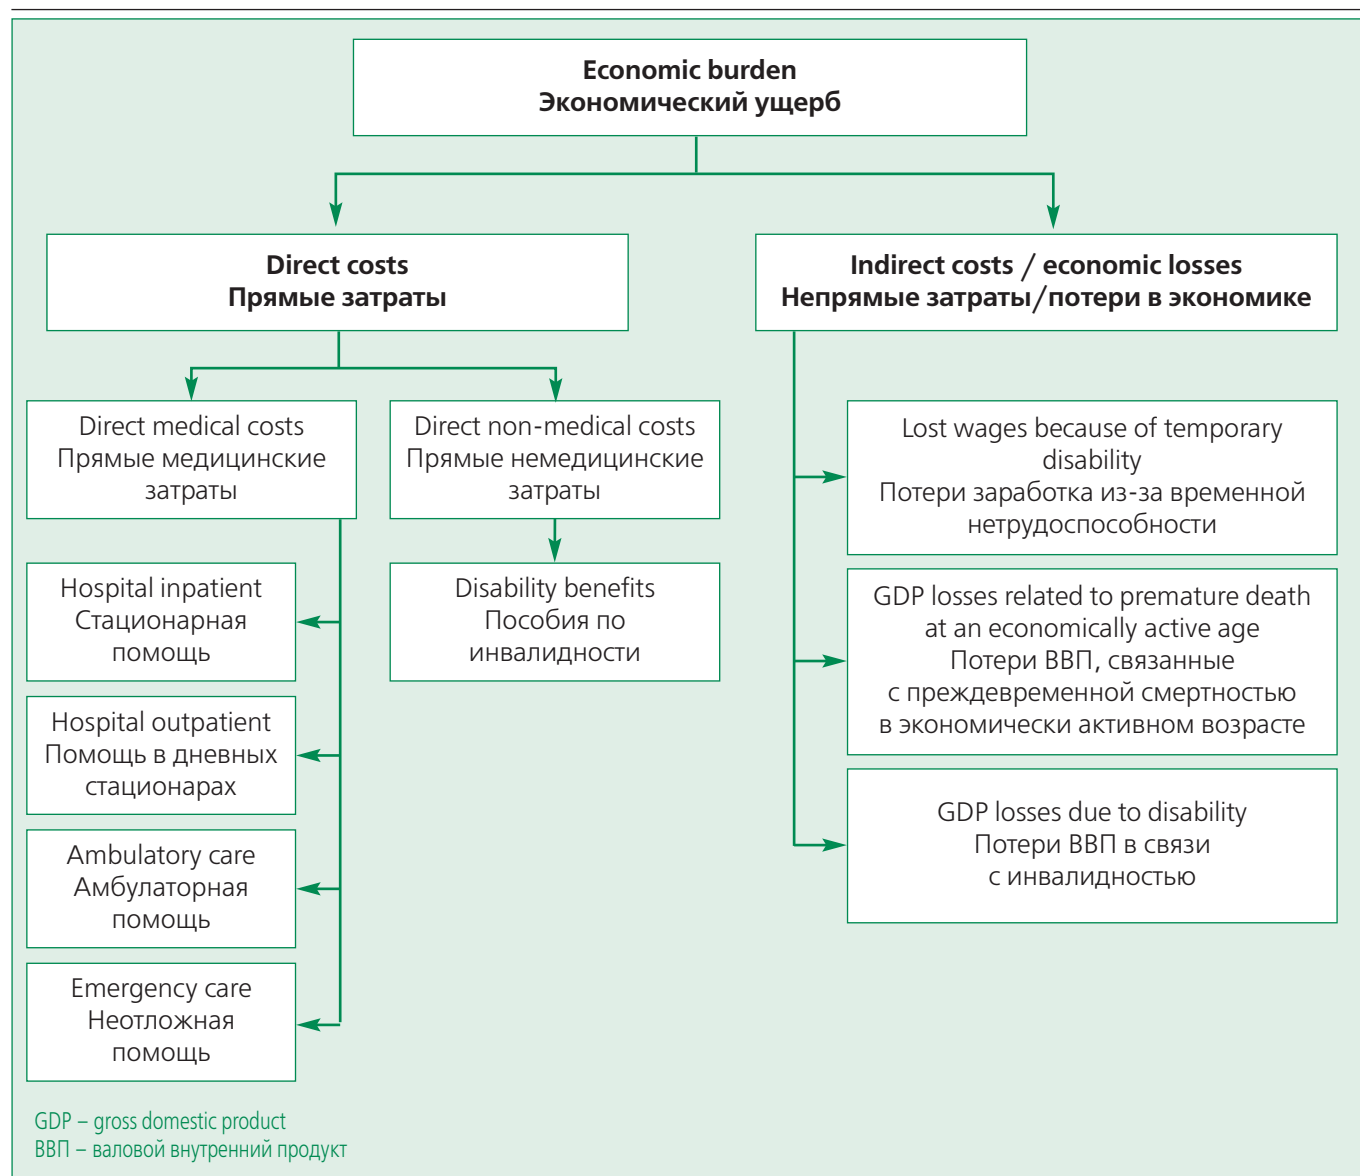 Economic burden
Экономический ущерб
Direct costs
Прямые затраты
Indirect costs / economic losses
Непрямые затраты/потери в экономике
Direct medical costs
Прямые медицинские
затраты
Direct non-medical costs
Прямые немедицинские
затраты
Hospital inpatient
Стационарная
помощь
Disability benefits
Пособия по
инвалидности
Hospital outpatient
Помощь в дневных
стационарах
Ambulatory care
Амбулаторная
помощь
Emergency care
Неотложная
помощь
Lost wages because of temporary
disability
Потери заработка из-за временной
нетрудоспособности
GDP losses related to premature death
at an economically active age
Потери ВВП, связанные
с преждевременной смертностью
в экономически активном возрасте
GDP losses due to disability
Потери ВВП в связи
с инвалидностью
GDP – gross domestic product
ВВП – валовой внутренний продукт